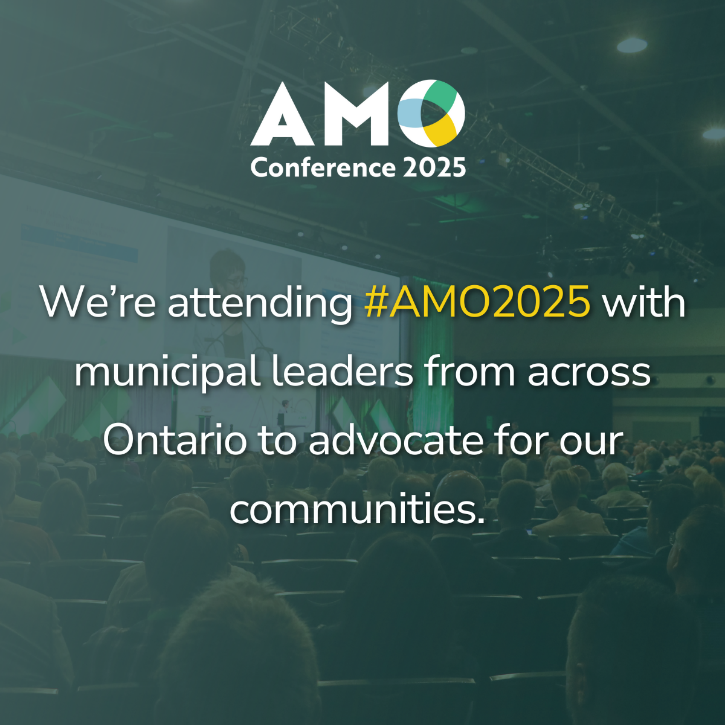 AMO
Conference 2025
We're attending #AMO2025 with
municipal leaders from across
Ontario to advocate for our
communities.